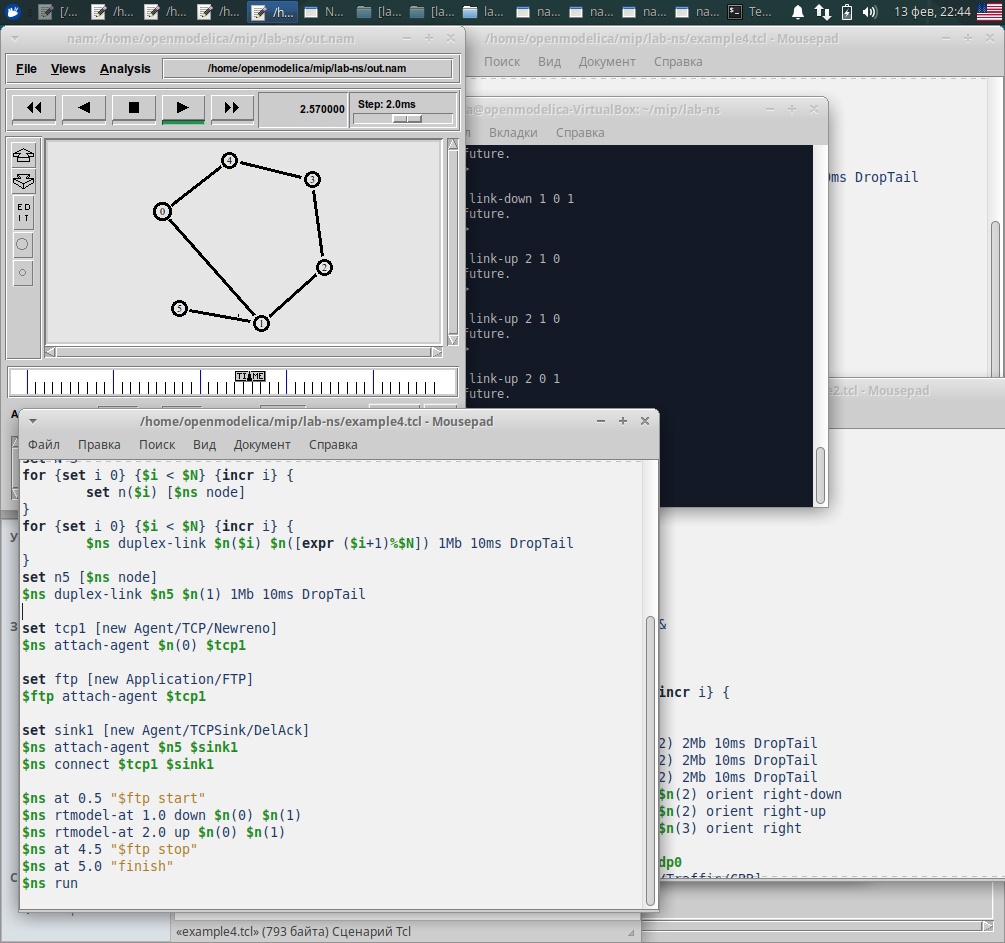 [/...
/h...
/h...
/h...
/h...
N...
[la...
[la...
la...
na...
na...
na...
na...
Te...
13 фев, 22:44
nam: /home/openmodelica/mip/lab-ns/out.nam
File Views Analysis /home/openmodelica/mip/lab-ns/out.nam
2.570000
Step: 2.0ms
ED
IT
4
3
0
2
5
1
TIME
/home/openmodelica/mip/lab-ns/example4.tcl - Mousepad
Поиск Вид Документ Справка
ms DropTail
a@openmodelica-VirtualBox: ~/mip/lab-ns
Вкладки Справка
future.
link-down 1 0 1
future.
link-up 2 1 0
future.
link-up 2 1 0
future.
link-up 2 0 1
future.
e2.tcl - Mousepad
&
incr i} {
2) 2Mb 10ms DropTail
2) 2Mb 10ms DropTail
2) 2Mb 10ms DropTail
$n(2) orient right-down
$n(2) orient right-up
$n(3) orient right
dp0
/Traffic/CBR]
/home/openmodelica/mip/lab-ns/example4.tcl - Mousepad
Файл Правка Поиск Вид Документ Справка
for {set i 0} {$i < $N} {incr i} {
set n($i) [$ns node]
}
for {set i 0} {$i < $N} {incr i} {
$ns duplex-link $n($i) $n([expr ($i+1)%$N]) 1Mb 10ms DropTail
}
set n5 [$ns node]
$ns duplex-link $n5 $n(1) 1Mb 10ms DropTail
set tcp1 [new Agent/TCP/Newreno]
$ns attach-agent $n(0) $tcp1
set ftp [new Application/FTP]
$ftp attach-agent $tcp1
set sink1 [new Agent/TCPSink/DelAck]
$ns attach-agent $n5 $sink1
$ns connect $tcp1 $sink1
$ns at 0.5 "$ftp start"
$ns rtmodel-at 1.0 down $n(0) $n(1)
$ns rtmodel-at 2.0 up $n(0) $n(1)
$ns at 4.5 "$ftp stop"
$ns at 5.0 "finish"
$ns run
«example4.tcl» (793 байта) Сценарий Tcl